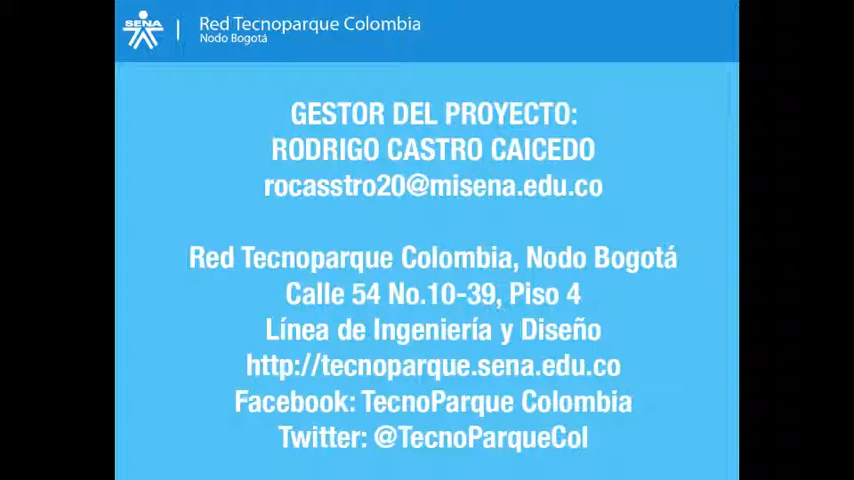 SENA
Red Tecnoparque Colombia
Nodo Bogotá
GESTOR DEL PROYECTO:
RODRIGO CASTRO CAICEDO
rocasstro20@misena.edu.co
Red Tecnoparque Colombia, Nodo Bogotá
Calle 54 No.10-39, Piso 4
Línea de Ingeniería y Diseño
http://tecnoparque.sena.edu.co
Facebook: TecnoParque Colombia
Twitter: @TecnoParqueCol